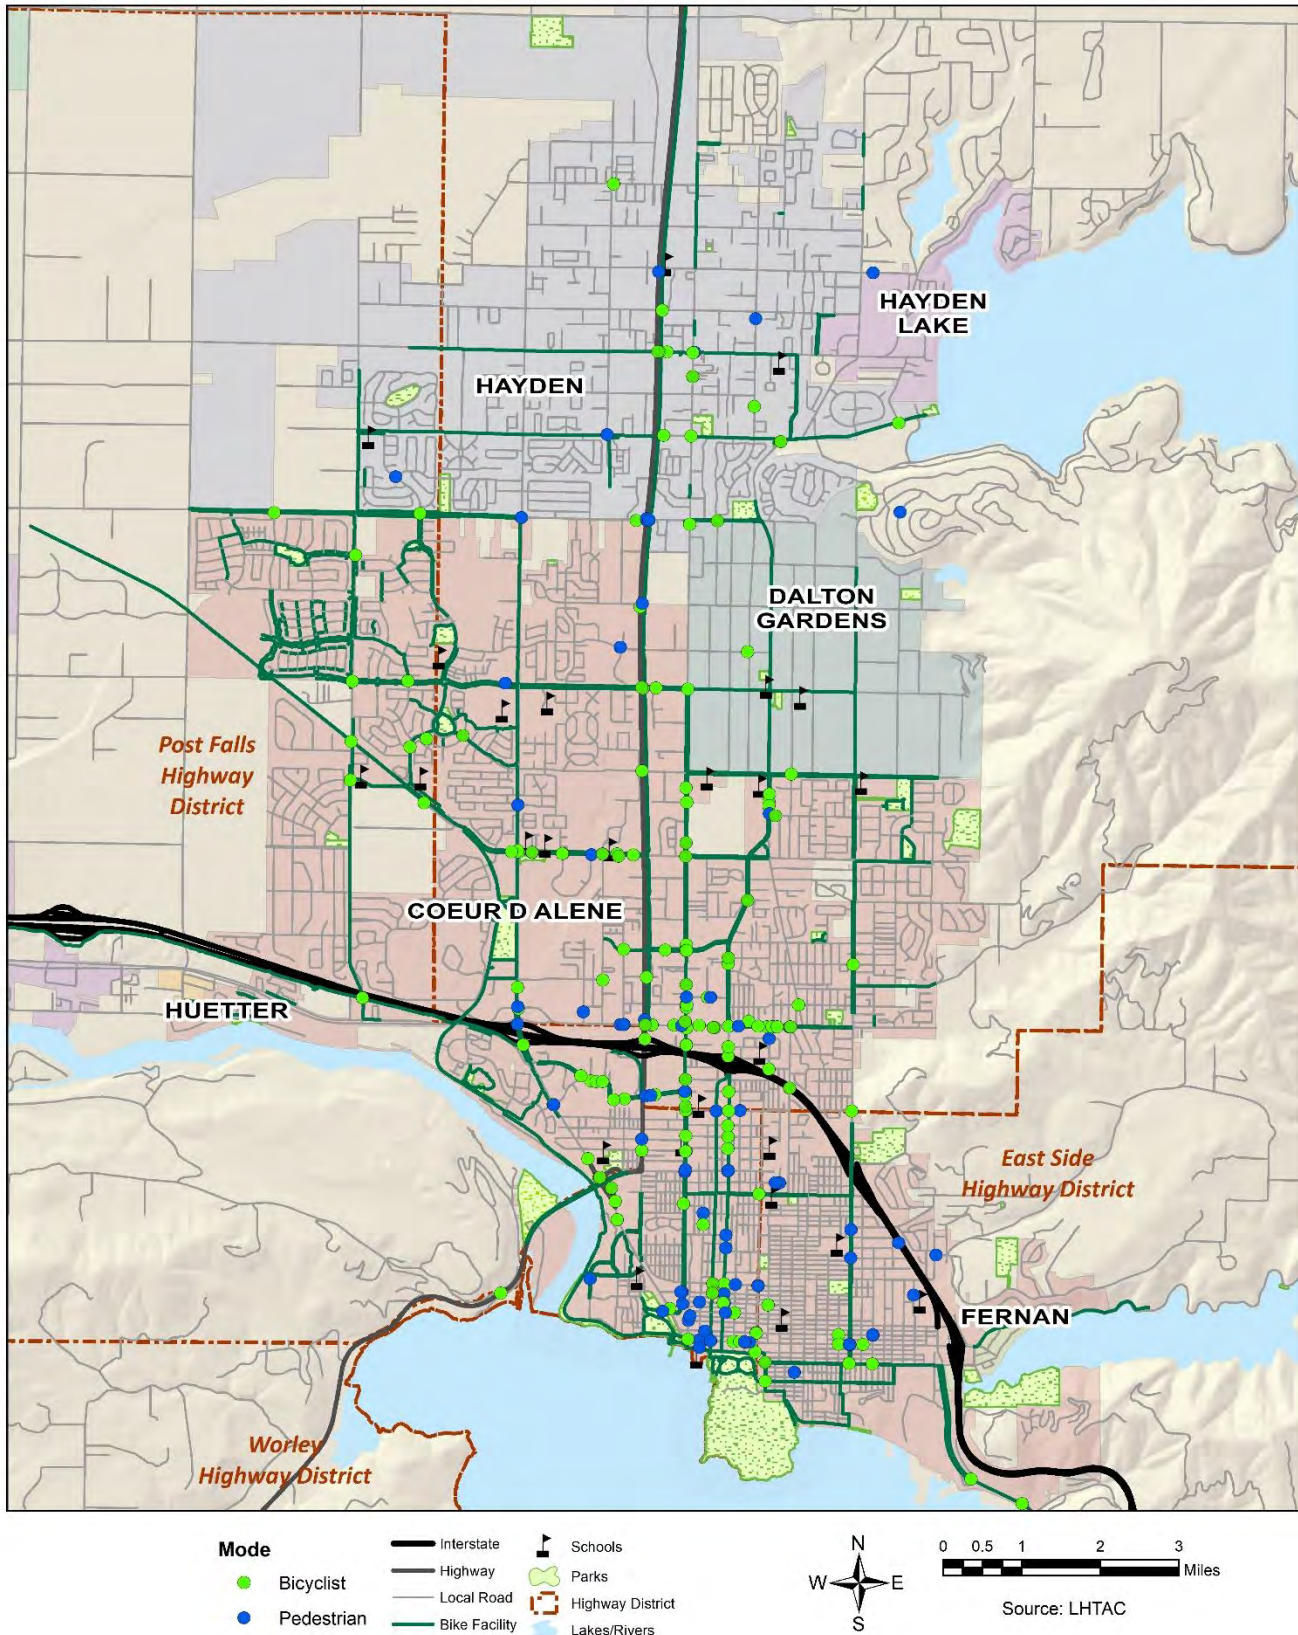 HAYDEN
LAKE
HAYDEN
DALTON
GARDENS
Post Falls
Highway
District
COEUR D ALENE
HUETTER
East Side
Highway District
FERNAN
Worley
Highway District
Mode
Bicyclist
Pedestrian
Interstate
Highway
Local Road
Bike Facility
Schools
Parks
Highway District
Lakes/Rivers
N
W E
S
0 0.5 1 2 3
Miles
Source: LHTAC